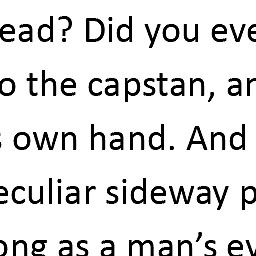 ead? Did you eve
o the capstan, an
s own hand. And
eculiar sideway p
ong as a man's ev